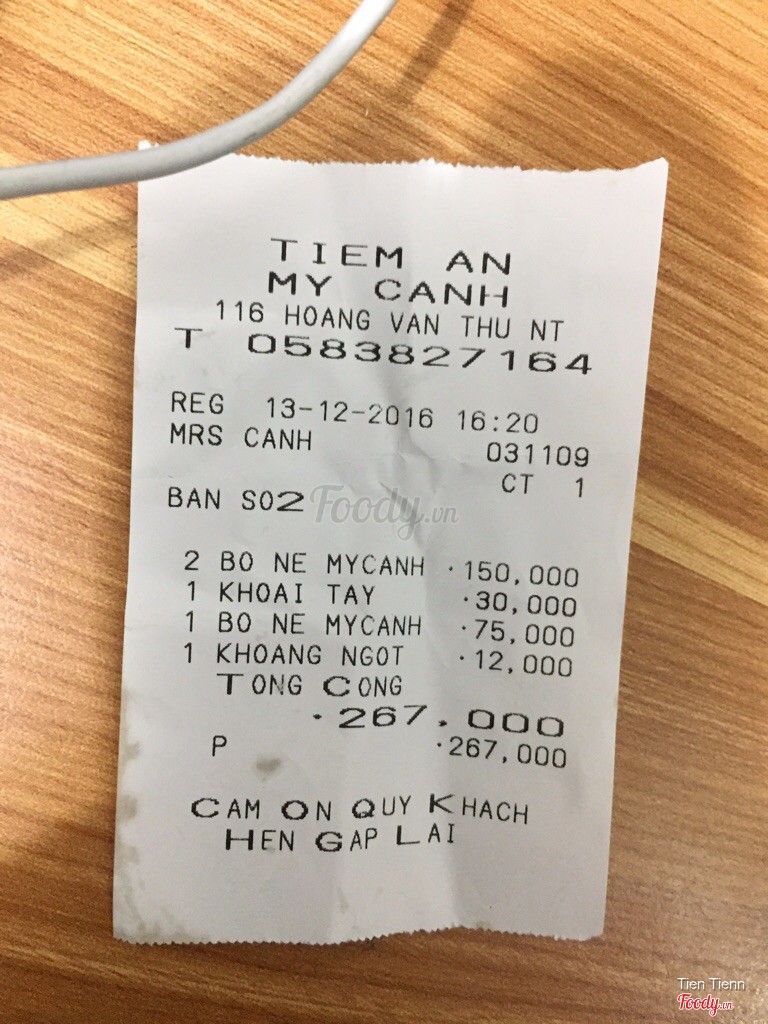 TIEM AN
MY CANH
116 HOANG VAN THU NT
T 0583827164
REG 13-12-2016 16:20
MRS CANH 031109
CT 1
BAN SO2
Foody.vn
2 BO NE MYCANH ·150,000
1 KHOAI TAY ·30,000
1 BO NE MYCANH ·75,000
1 KHOANG NGOT ·12,000
TONG CONG
·267.000
P ·267,000
CAM ON QUY KHACH
HEN GAP LAI
Tien Tienn
Foody.vn